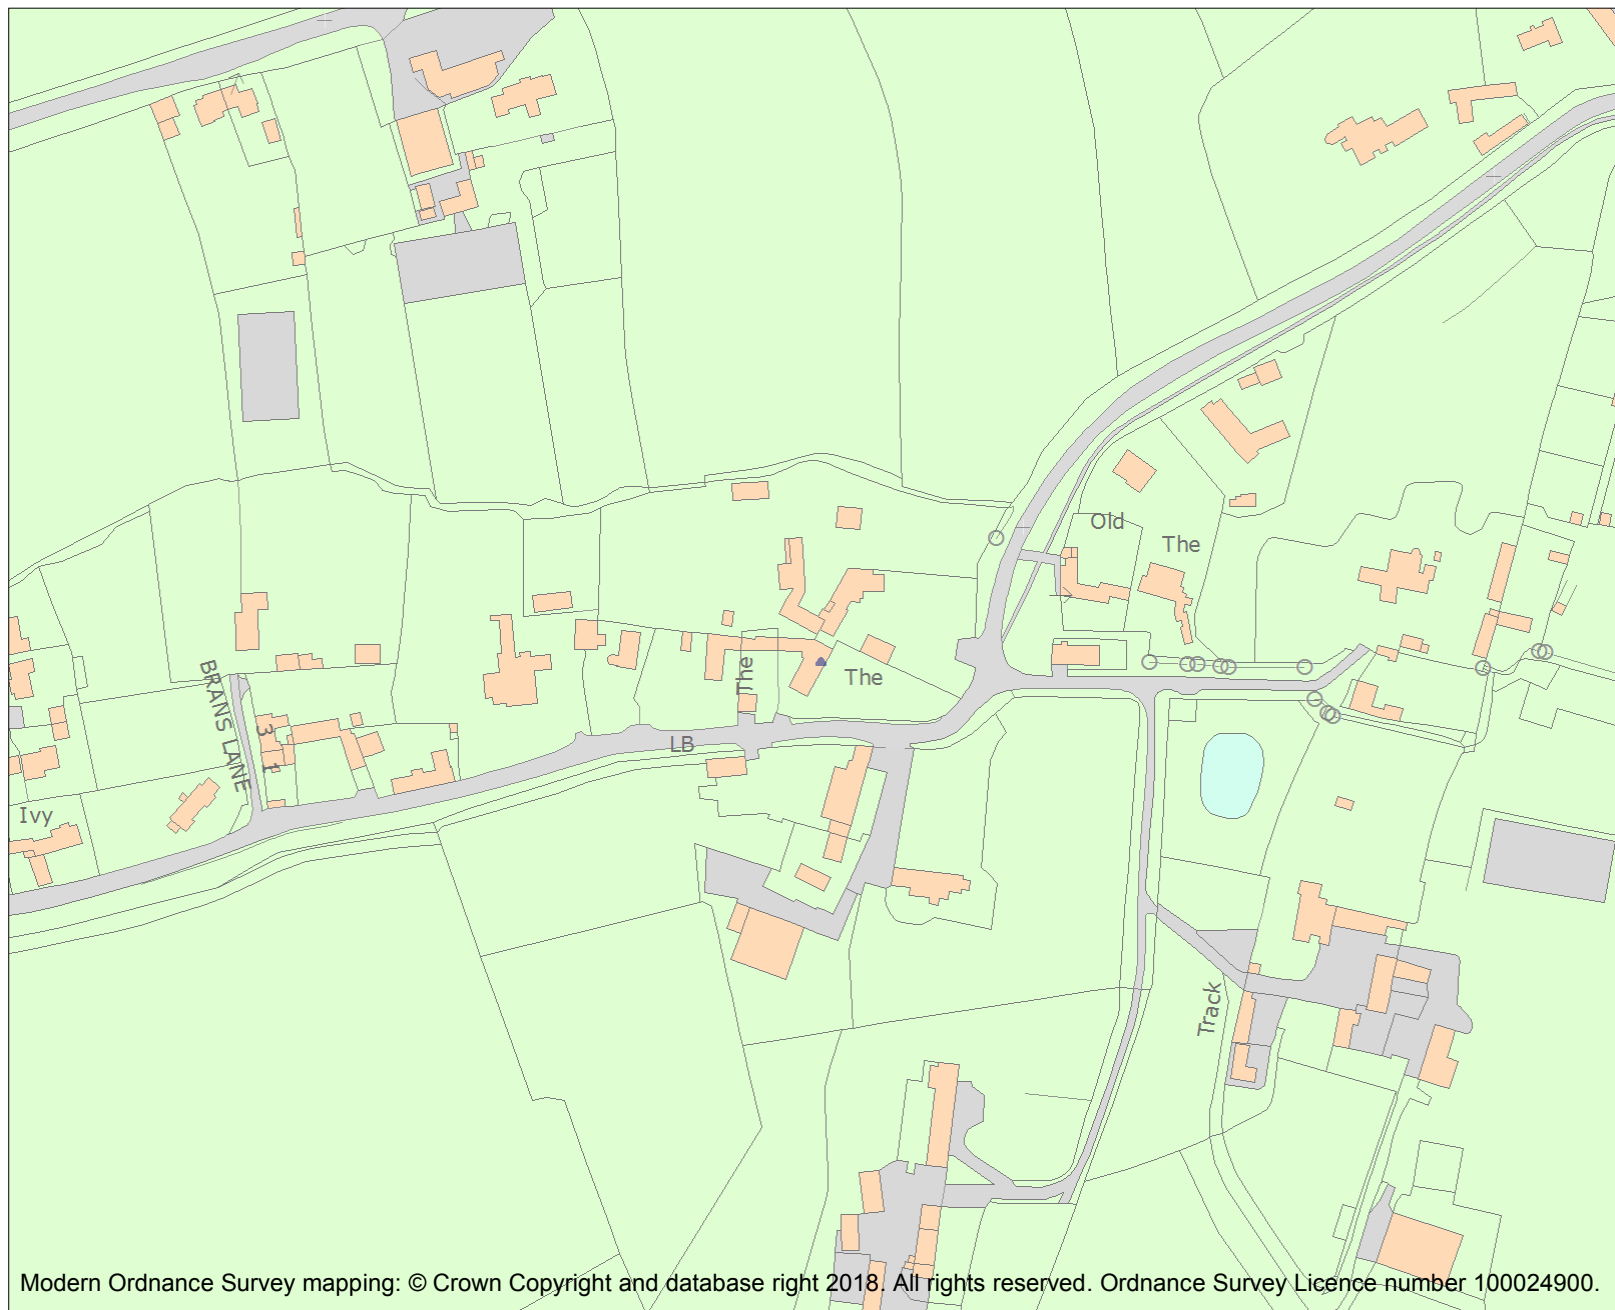 Old
The
The
The
BRANS LANE
3
1
LB
Ivy
Track
Modern Ordnance Survey mapping: © Crown Copyright and database right 2018. All rights reserved. Ordnance Survey Licence number 100024900.